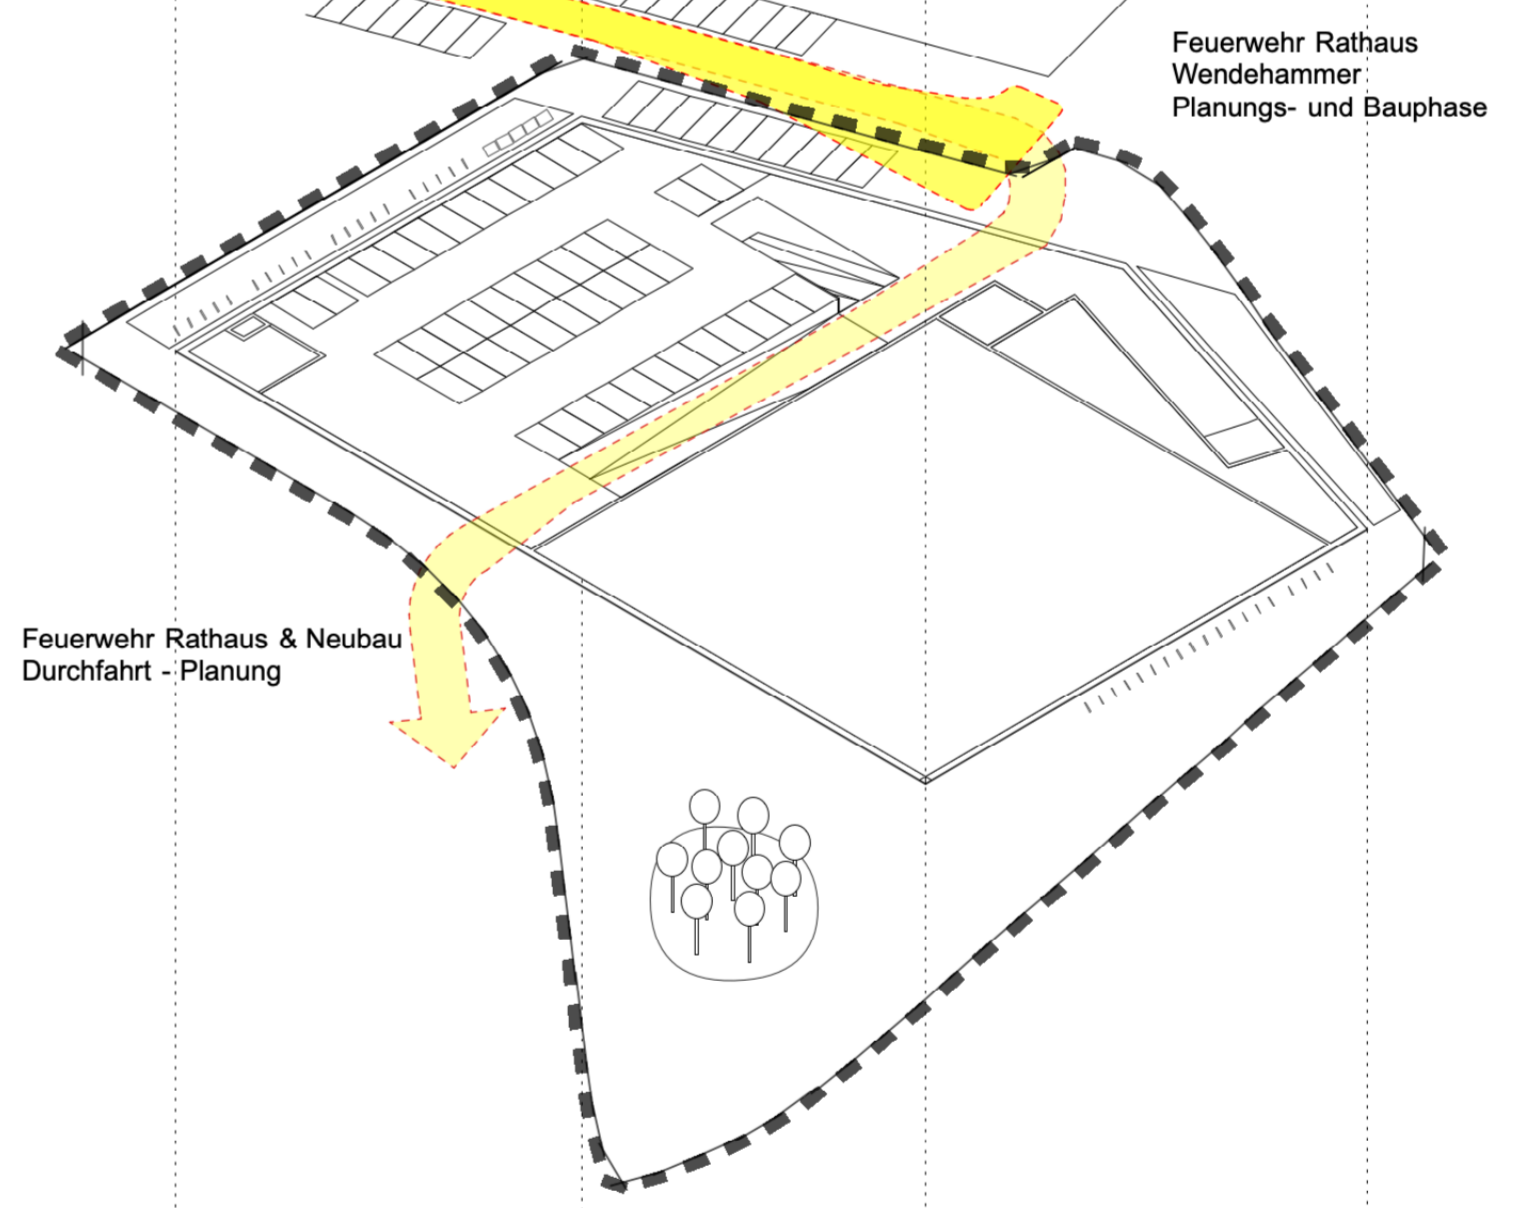 Feuerwehr Rathaus
Wendehammer
Planungs- und Bauphase
Feuerwehr Rathaus & Neubau
Durchfahrt - Planung